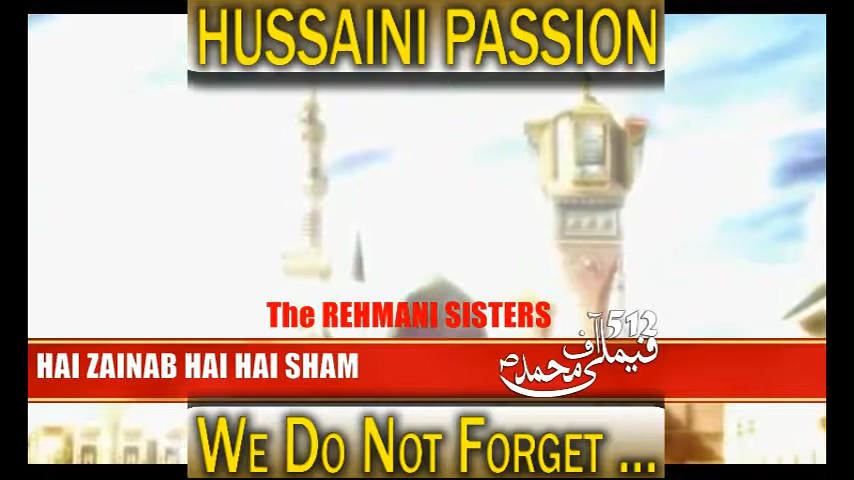 HUSSAINI PASSION
The REHMANI SISTERS
512
فیملی آف محمدؐ
HAI ZAINAB HAI HAI SHAM
WE DO NOT FORGET ...